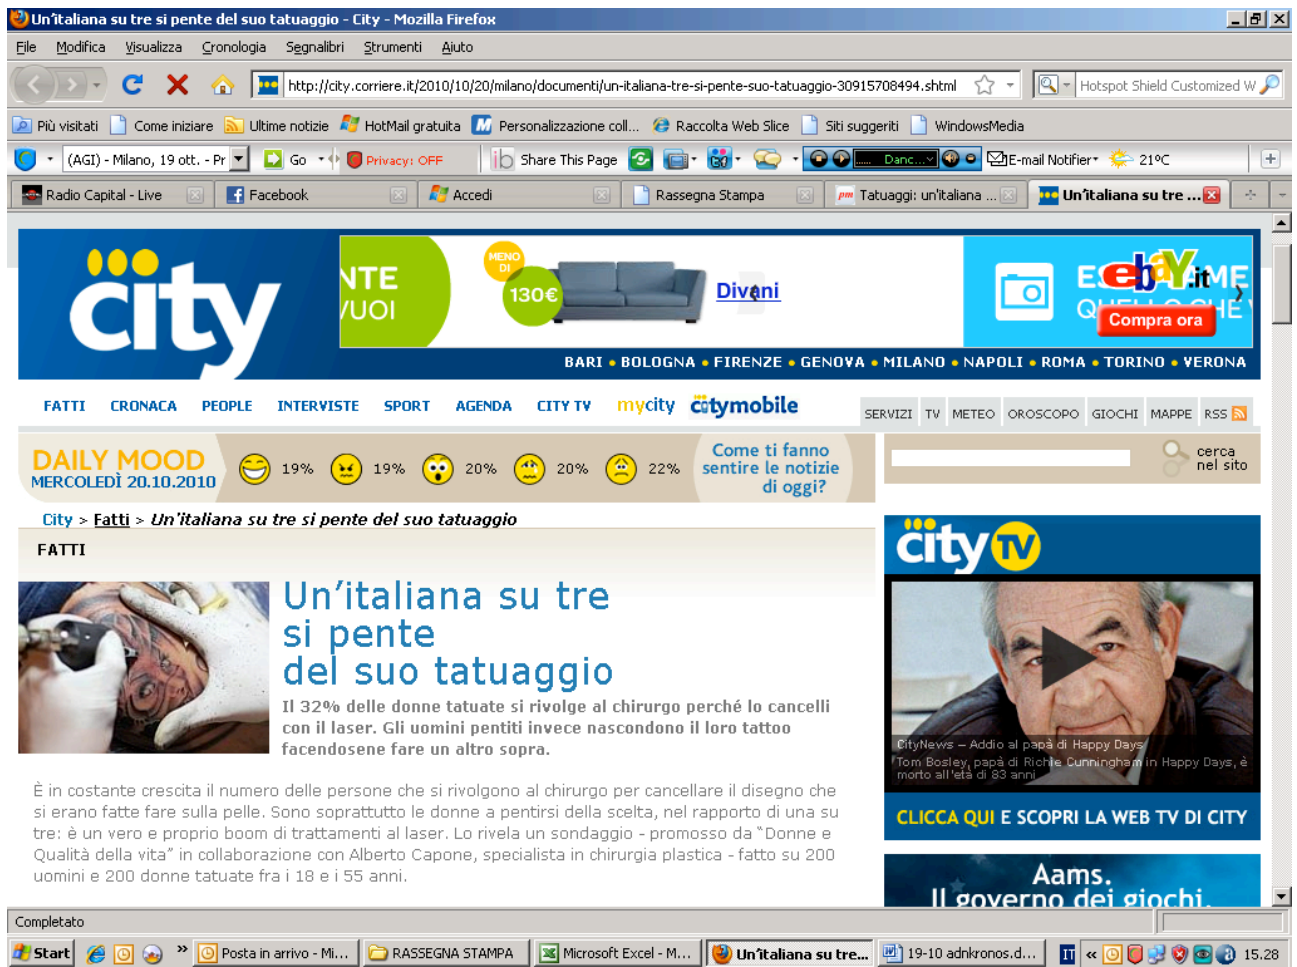 Un'italiana su tre si pente del suo tatuaggio - City - Mozilla Firefox
File Modifica Visualizza Cronologia Segnalibri Strumenti Aiuto
http://city.corriere.it/2010/10/20/milano/documenti/un-italiana-tre-si-pente-suo-tatuaggio-30915708494.shtml
Hotspot Shield Customized W
Più visitati Come iniziare Ultime notizie HotMail gratuita Personalizzazione coll... Raccolta Web Slice Siti suggeriti WindowsMedia
(AGI) - Milano, 19 ott. - Pr Go Privacy: OFF Share This Page Danc... E-mail Notifier 21°C
Radio Capital - Live Facebook Accedi Rassegna Stampa Tatuaggi: un'italiana ... Un'italiana su tre ...
city
NTE
VUOI
MENO DI
130€
Divani
ebay.it
Compra ora
BARI • BOLOGNA • FIRENZE • GENOVA • MILANO • NAPOLI • ROMA • TORINO • VERONA
FATTI CRONACA PEOPLE INTERVISTE SPORT AGENDA CITY TV mycity citymobile
SERVIZI TV METEO OROSCOPO GIOCHI MAPPE RSS
DAILY MOOD
MERCOLEDÌ 20.10.2010
19% 19% 20% 20% 22%
Come ti fanno
sentire le notizie
di oggi?
cerca
nel sito
City > Fatti > Un'italiana su tre si pente del suo tatuaggio
FATTI
Un'italiana su tre
si pente
del suo tatuaggio
Il 32% delle donne tatuate si rivolge al chirurgo perché lo cancelli
con il laser. Gli uomini pentiti invece nascondono il loro tattoo
facendosene fare un altro sopra.
È in costante crescita il numero delle persone che si rivolgono al chirurgo per cancellare il disegno che
si erano fatte fare sulla pelle. Sono soprattutto le donne a pentirsi della scelta, nel rapporto di una su
tre: è un vero e proprio boom di trattamenti al laser. Lo rivela un sondaggio - promosso da "Donne e
Qualità della vita" in collaborazione con Alberto Capone, specialista in chirurgia plastica - fatto su 200
uomini e 200 donne tatuate fra i 18 e i 55 anni.
city TV
CityNews – Addio al papà di Happy Days
Tom Bosley, papà di Richie Cunningham in Happy Days, è
morto all'età di 83 anni
CLICCA QUI E SCOPRI LA WEB TV DI CITY
Aams.
Il governo dei giochi.
Completato
Start » Posta in arrivo - Mi... RASSEGNA STAMPA Microsoft Excel - M... Un'italiana su tre... 19-10 adnkronos.d... IT « 15.28